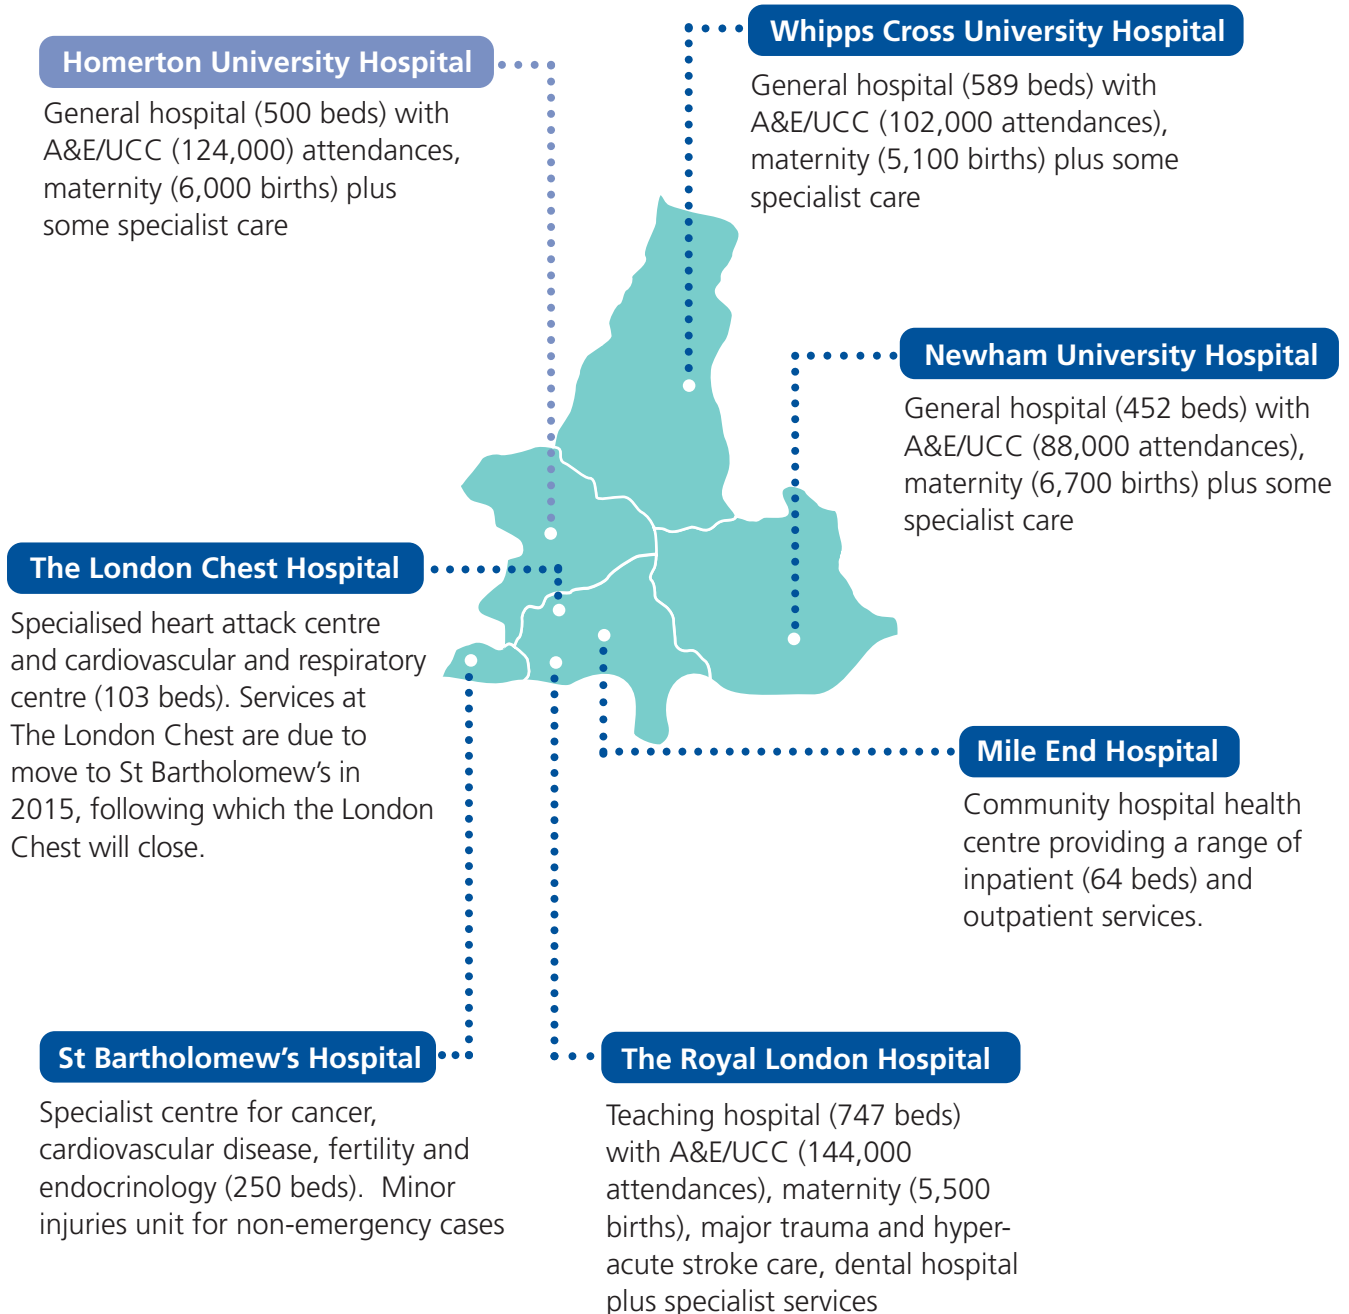 Homerton University Hospital
General hospital (500 beds) with
A&E/UCC (124,000) attendances,
maternity (6,000 births) plus
some specialist care
Whipps Cross University Hospital
General hospital (589 beds) with
A&E/UCC (102,000 attendances),
maternity (5,100 births) plus some
specialist care
Newham University Hospital
General hospital (452 beds) with
A&E/UCC (88,000 attendances),
maternity (6,700 births) plus some
specialist care
The London Chest Hospital
Specialised heart attack centre
and cardiovascular and respiratory
centre (103 beds). Services at
The London Chest are due to
move to St Bartholomew's in
2015, following which the London
Chest will close.
Mile End Hospital
Community hospital health
centre providing a range of
inpatient (64 beds) and
outpatient services.
St Bartholomew's Hospital
Specialist centre for cancer,
cardiovascular disease, fertility and
endocrinology (250 beds).  Minor
injuries unit for non-emergency cases
The Royal London Hospital
Teaching hospital (747 beds)
with A&E/UCC (144,000
attendances), maternity (5,500
births), major trauma and hyper-
acute stroke care, dental hospital
plus specialist services